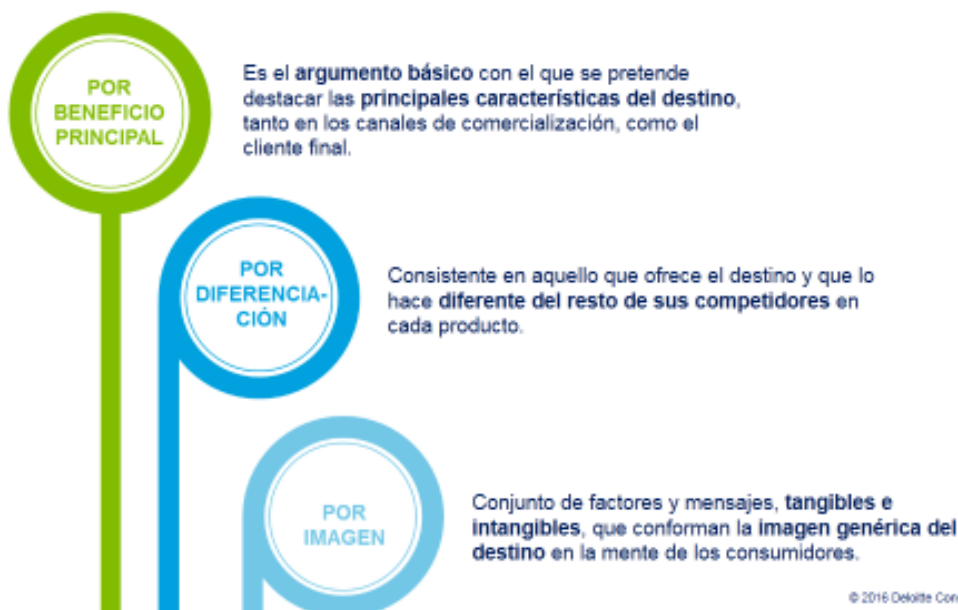 POR
BENEFICIO
PRINCIPAL
Es el argumento básico con el que se pretende
destacar las principales características del destino,
tanto en los canales de comercialización, como el
cliente final.
POR
DIFERENCIA-
CIÓN
Consistente en aquello que ofrece el destino y que lo
hace diferente del resto de sus competidores en
cada producto.
POR
IMAGEN
Conjunto de factores y mensajes, tangibles e
intangibles, que conforman la imagen genérica del
destino en la mente de los consumidores.
© 2016 Deloitte Con